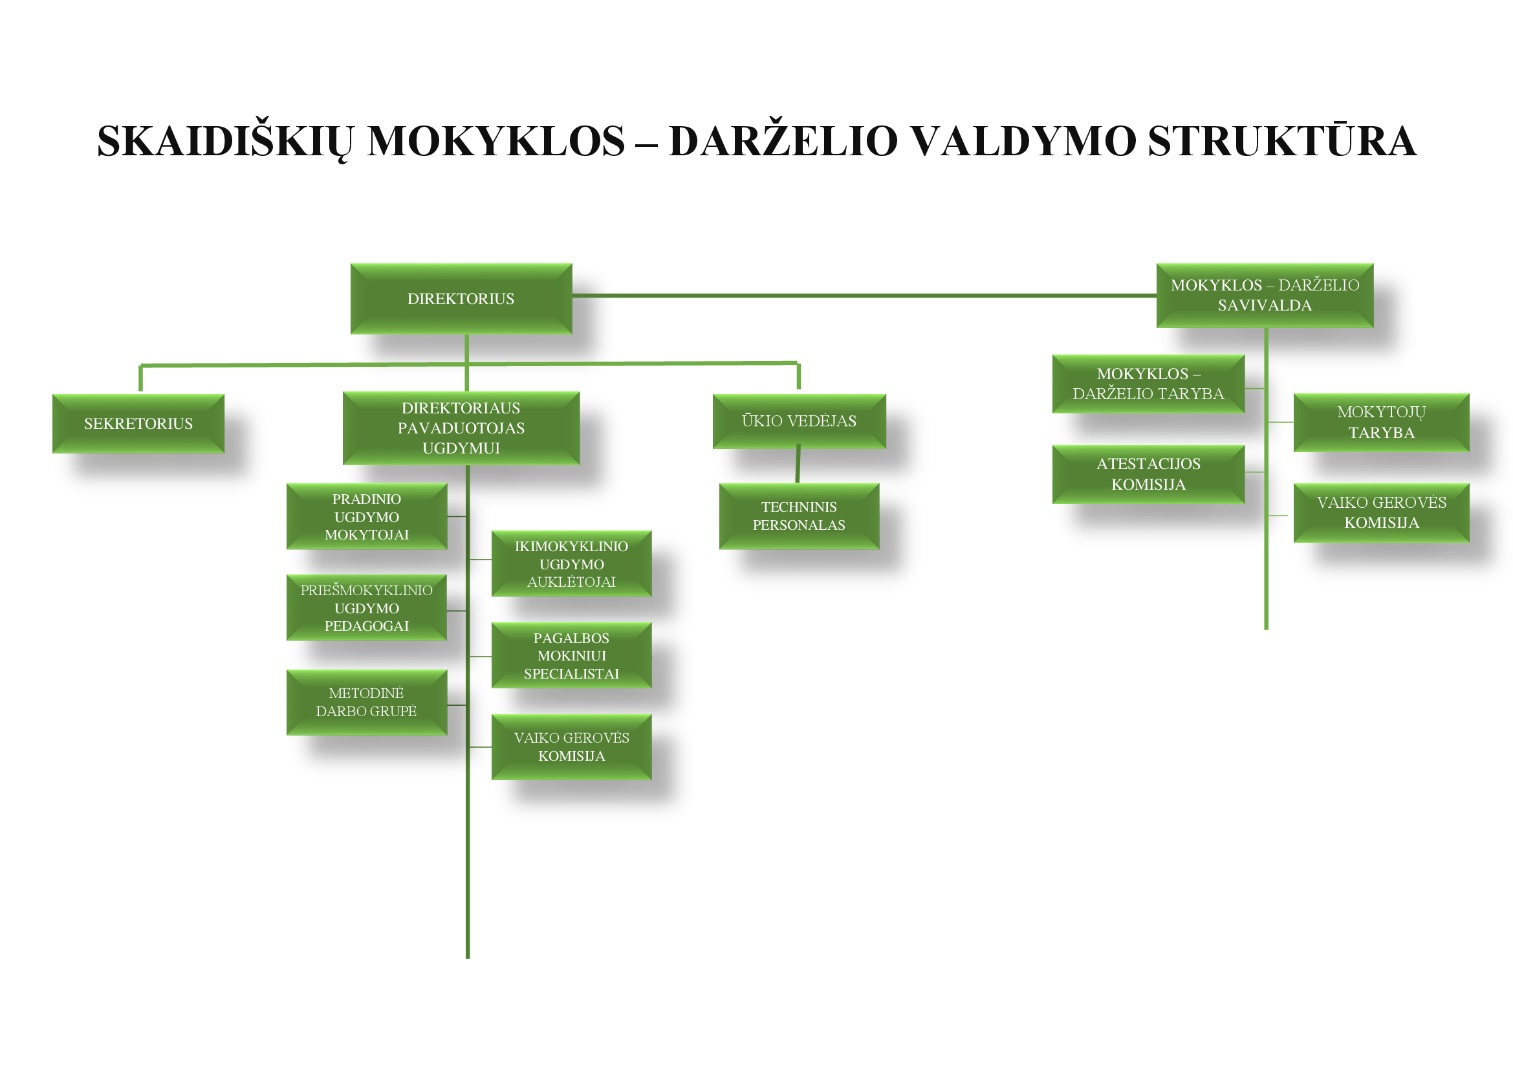 SKAIDIŠKIŲ MOKYKLOS – DARŽELIO VALDYMO STRUKTŪRA
DIREKTORIUS
MOKYKLOS – DARŽELIO
SAVIVALDA
SEKRETORIUS
DIREKTORIAUS
PAVADUOTOJAS
UGDYMUI
ŪKIO VEDĖJAS
MOKYKLOS –
DARŽELIO TARYBA
MOKYTOJŲ
TARYBA
ATESTACIJOS
KOMISIJA
VAIKO GEROVĖS
KOMISIJA
PRADINIO
UGDYMO
MOKYTOJAI
TECHNINIS
PERSONALAS
IKIMOKYKLINIO
UGDYMO
AUKLĖTOJAI
PRIEŠMOKYKLINIO
UGDYMO
PEDAGOGAI
PAGALBOS
MOKINIUI
SPECIALISTAI
METODINĖ
DARBO GRUPĖ
VAIKO GEROVĖS
KOMISIJA